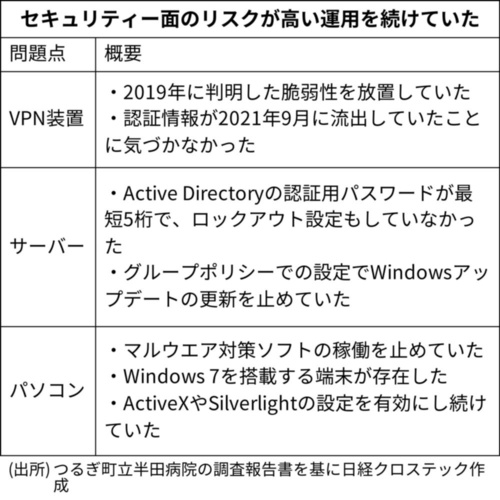 セキュリティー面のリスクが高い運用を続けていた
問題点 概要
VPN装置
・2019年に判明した脆弱性を放置していた
・認証情報が2021年9月に流出していたこと
に気づかなかった
サーバー
・Active Directoryの認証用パスワードが最
短5桁で、ロックアウト設定もしていなかっ
た
・グループポリシーでの設定でWindowsアッ
プデートの更新を止めていた
パソコン
・マルウエア対策ソフトの稼働を止めていた
・Windows 7を搭載する端末が存在した
・ActiveXやSilverlightの設定を有効にし続け
ていた
(出所) つるぎ町立半田病院の調査報告書を基に日経クロステック作
成